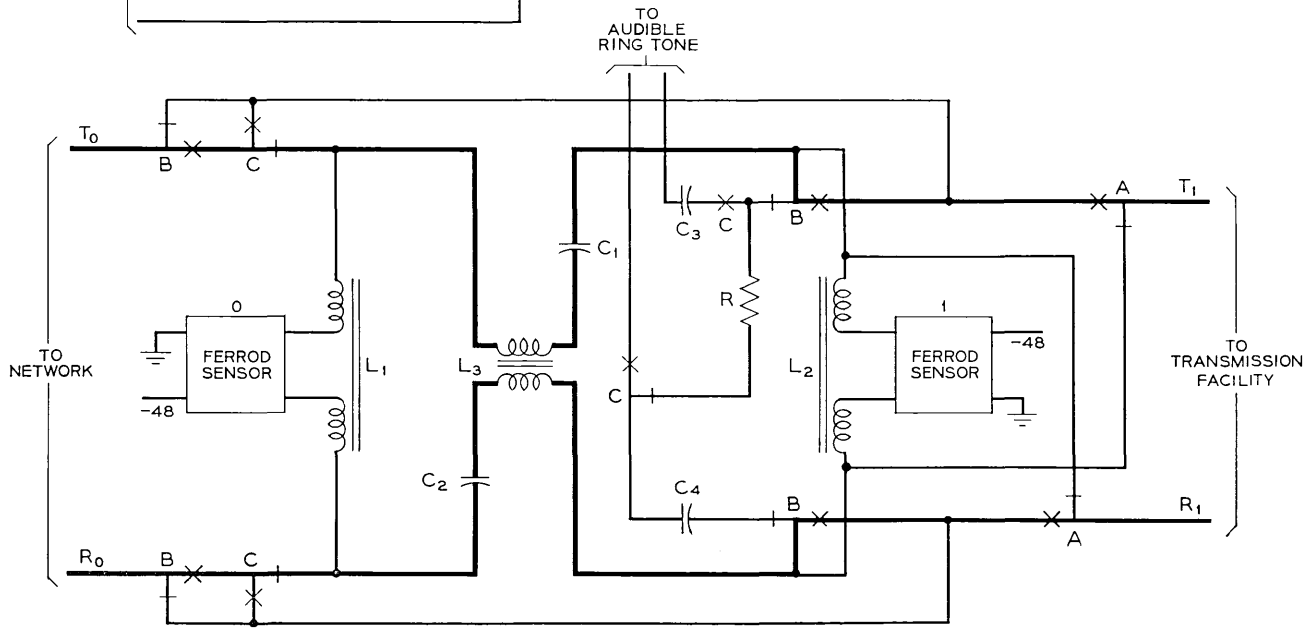 TO
AUDIBLE
RING TONE
T0
B
C
A
T1
C3
C
B
C1
0
R
1
FERROD
SENSOR
-48
L1
L3
L2
FERROD
SENSOR
-48
TO
NETWORK
TO
TRANSMISSION
FACILITY
C
C2
C4
B
R1
A
R0
B
C